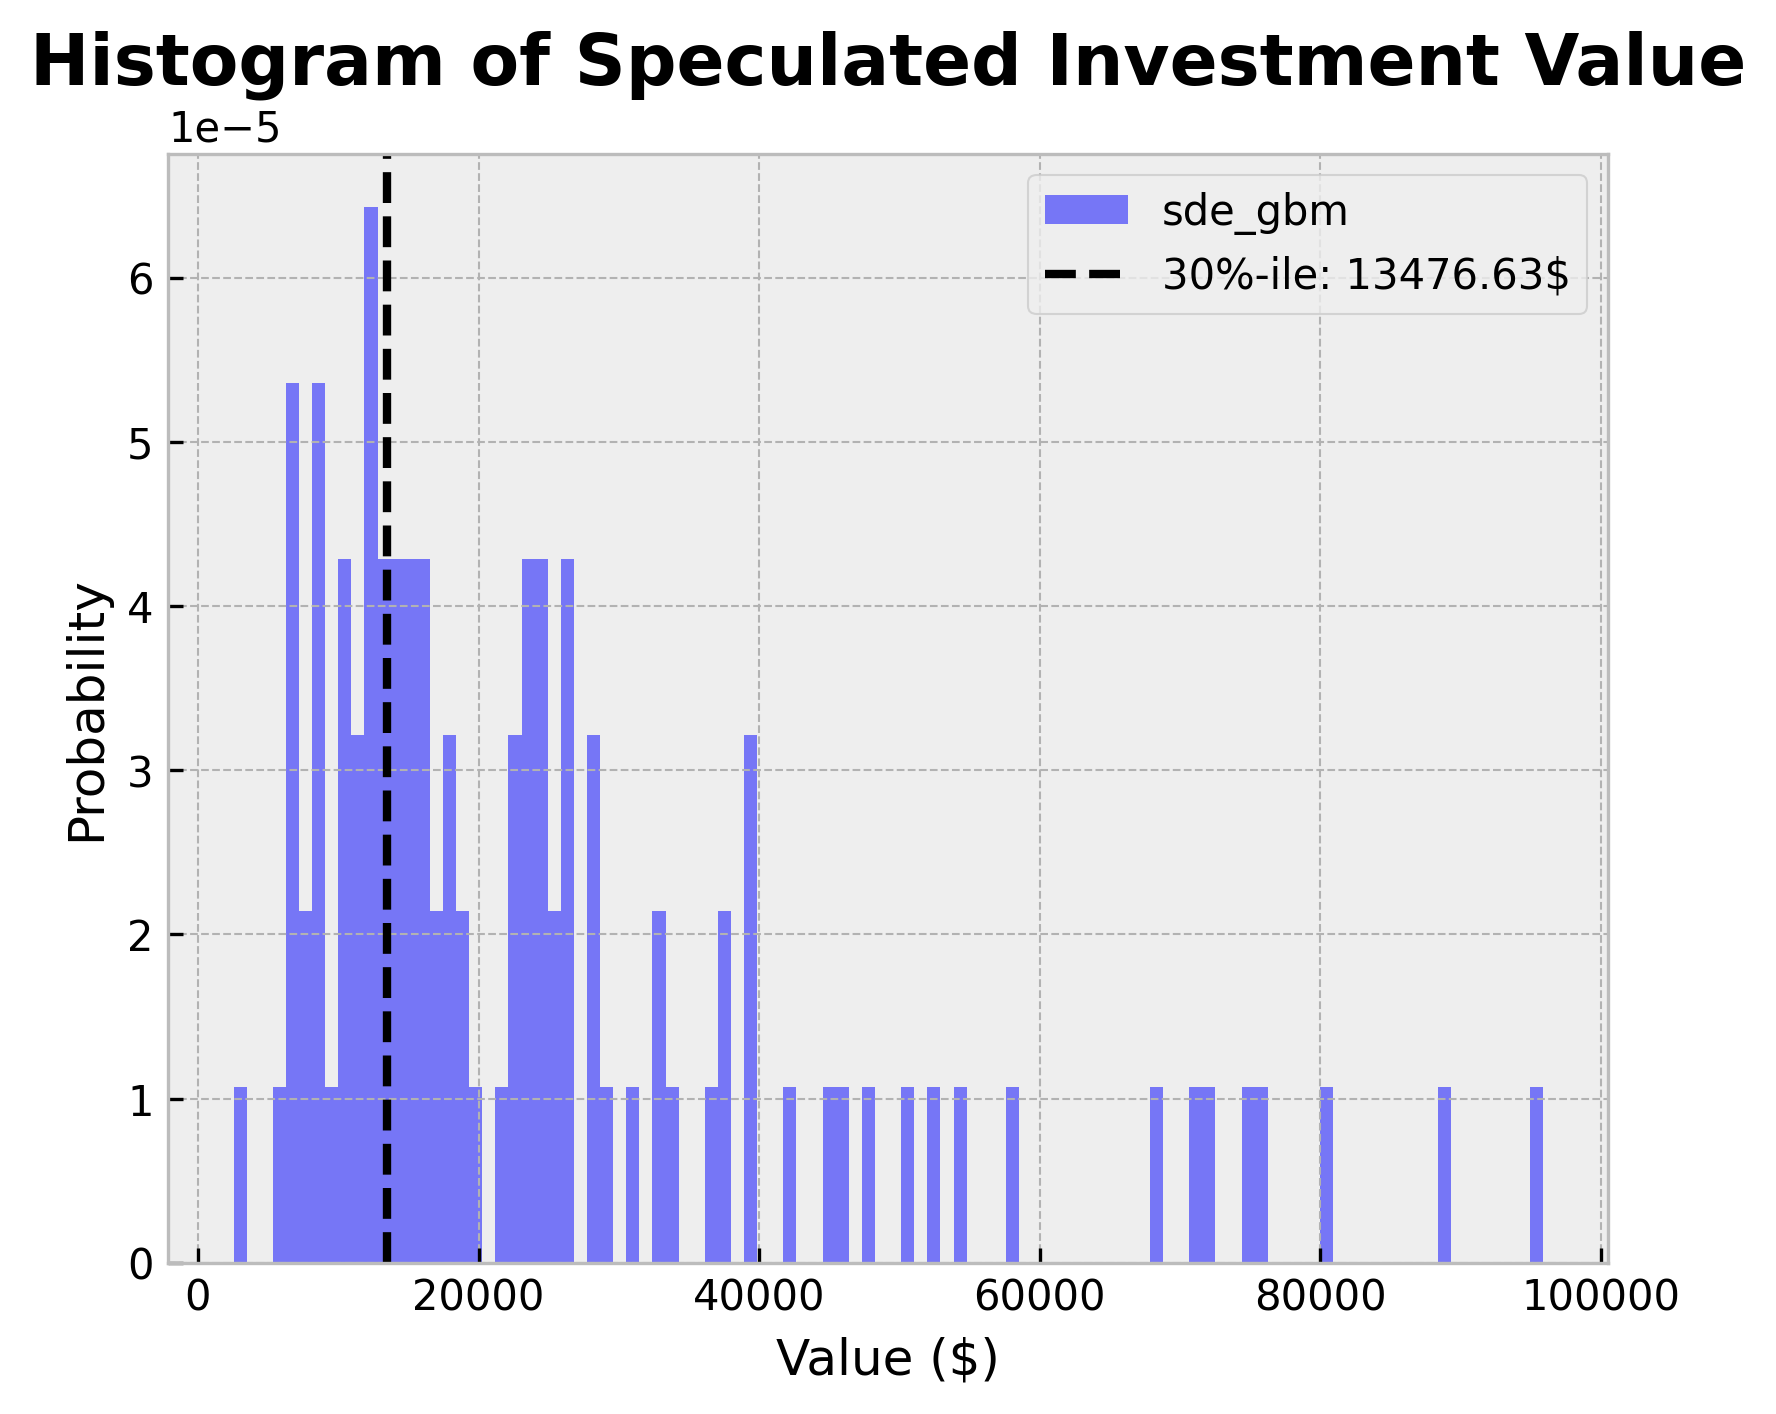 Histogram of Speculated Investment Value
1e−5
sde_gbm
30%-ile: 13476.63$
6
5
4
3
2
1
0
Probability
0 20000 40000 60000 80000 100000
Value ($)